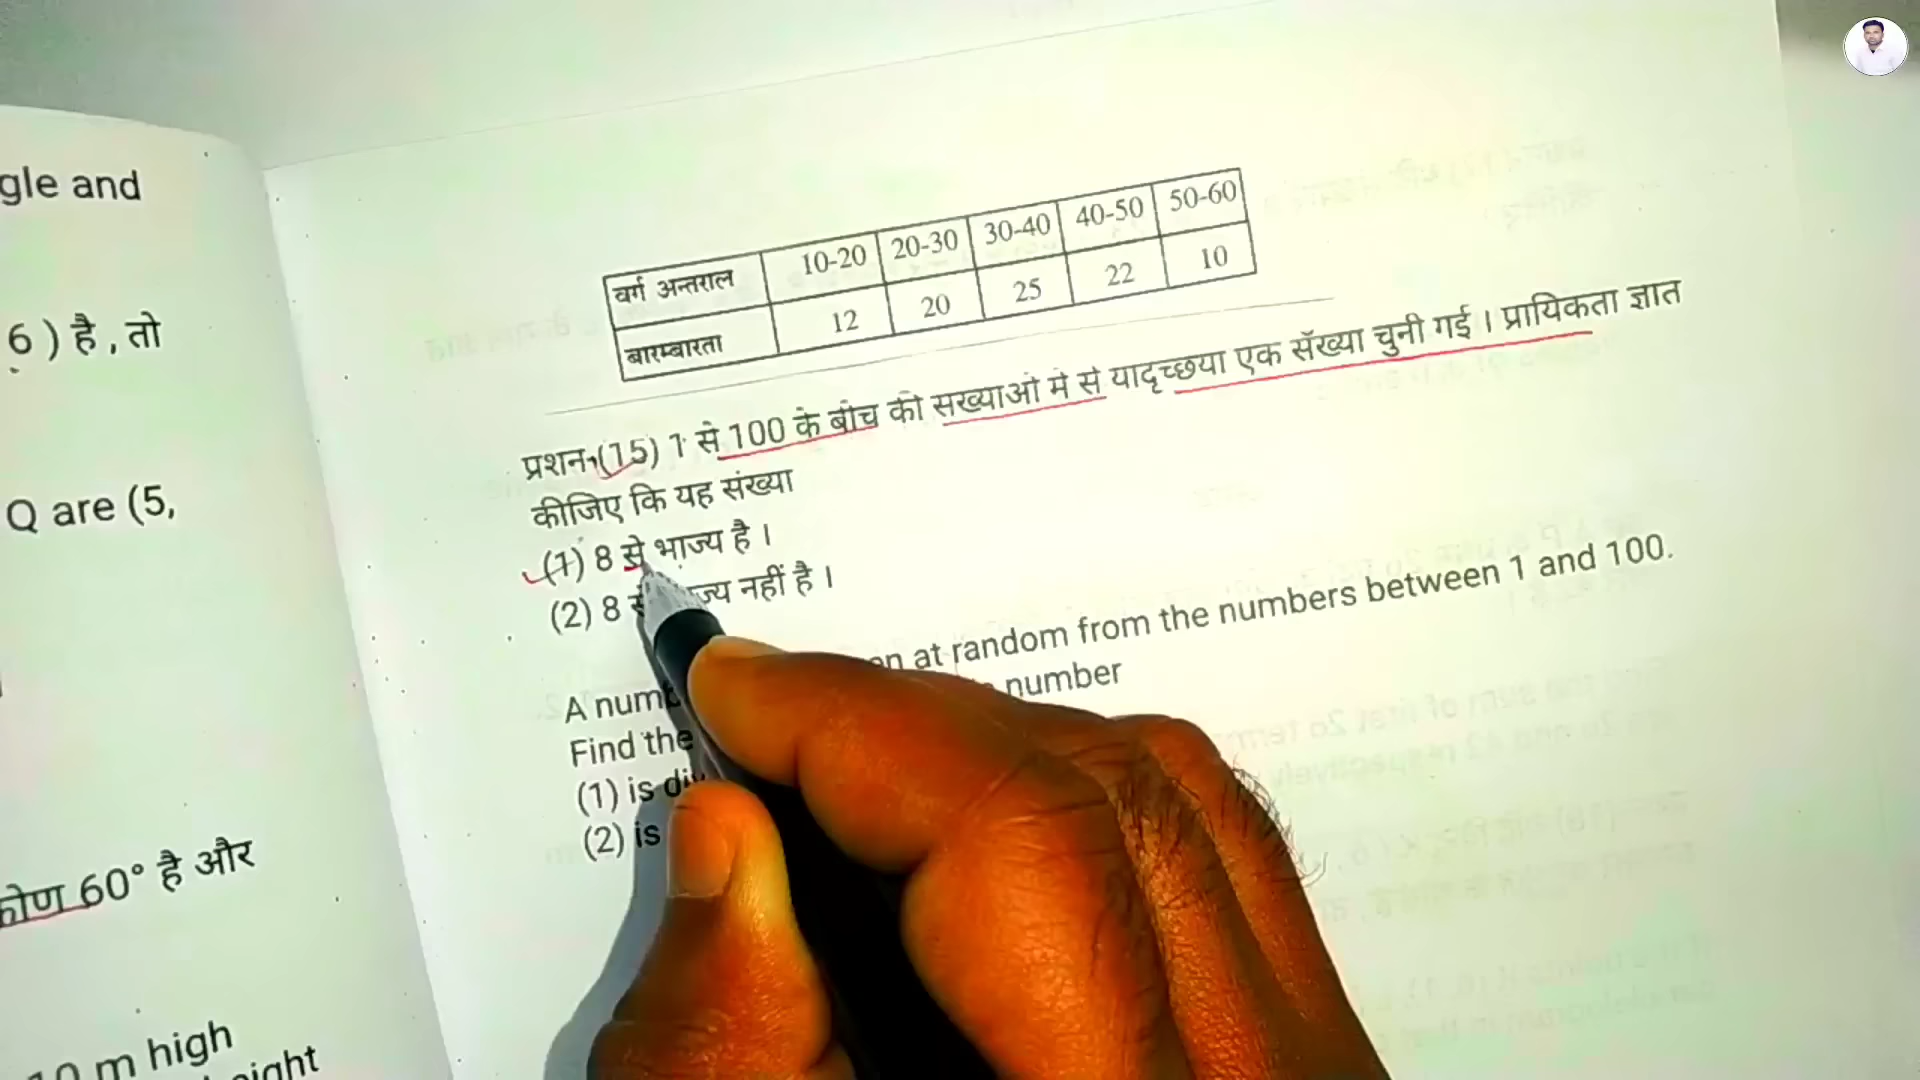 gle and
6 ) है , तो
Q are (5,
कोण 60° है और
10 m high
वर्ग अन्तराल 10-20 20-30 30-40 40-50 50-60
बारम्बारता 12 20 25 22 10
प्रशन-(15) 1 से 100 के बीच की सख्याओ मे से यादृच्छया एक सॅख्या चुनी गई । प्रायिकता ज्ञात
कीजिए कि यह संख्या
(1) 8 से भाज्य है ।
(2) 8 नहीं है ।
A at random from the numbers between 1 and 100.
Find the number
(1) is
(2) is